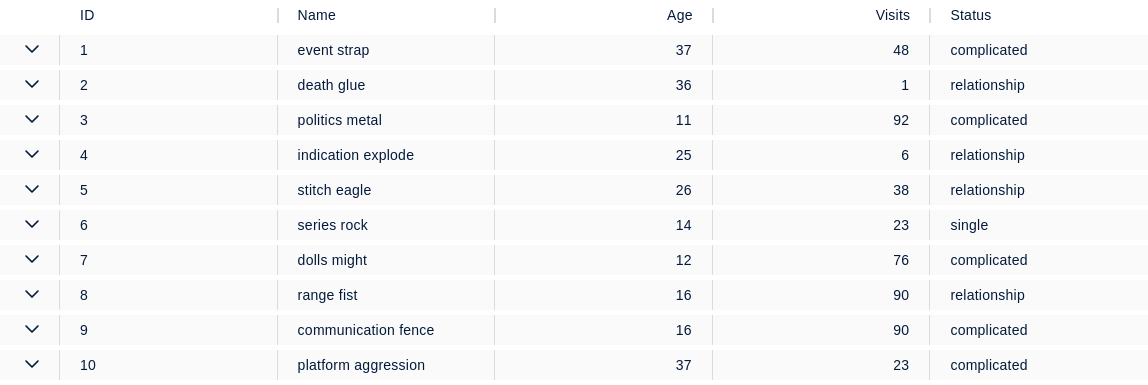 ID Name Age Visits Status
1 event strap 37 48 complicated
2 death glue 36 1 relationship
3 politics metal 11 92 complicated
4 indication explode 25 6 relationship
5 stitch eagle 26 38 relationship
6 series rock 14 23 single
7 dolls might 12 76 complicated
8 range fist 16 90 relationship
9 communication fence 16 90 complicated
10 platform aggression 37 23 complicated